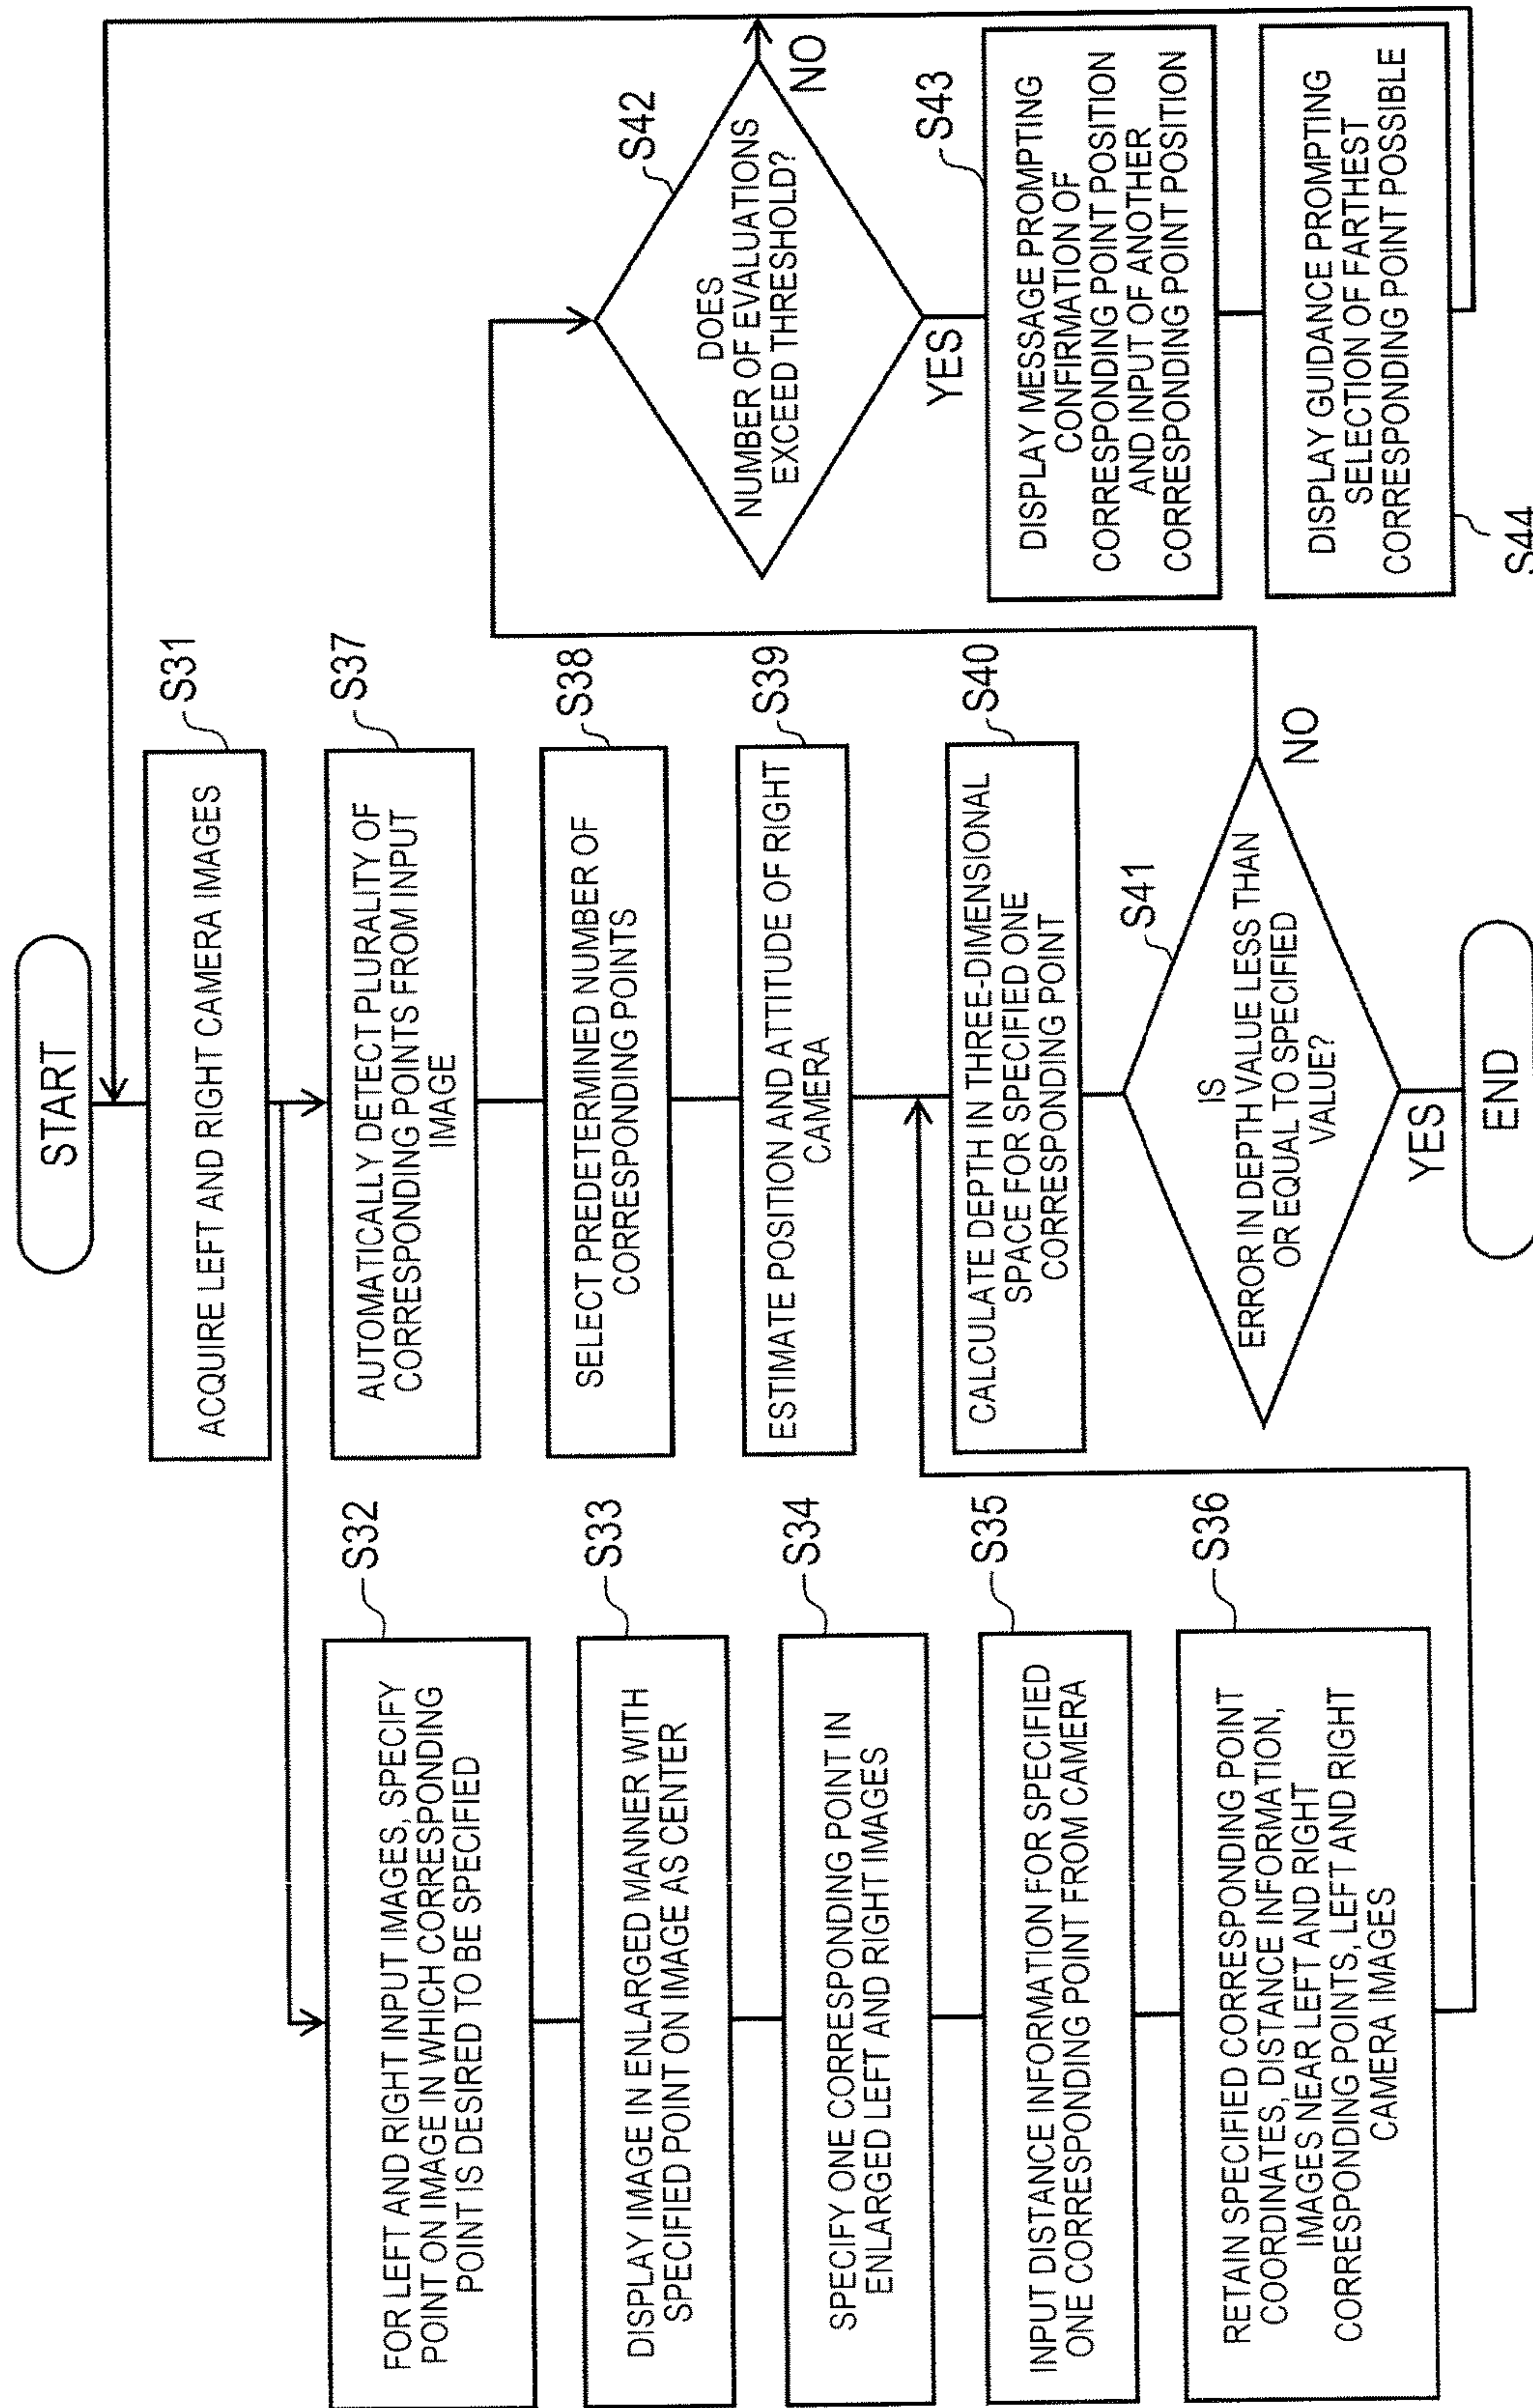 START
ACQUIRE LEFT AND RIGHT CAMERA IMAGES
S31
FOR LEFT AND RIGHT INPUT IMAGES, SPECIFY
POINT ON IMAGE IN WHICH CORRESPONDING
POINT IS DESIRED TO BE SPECIFIED
S32
DISPLAY IMAGE IN ENLARGED MANNER WITH
SPECIFIED POINT ON IMAGE AS CENTER
S33
SPECIFY ONE CORRESPONDING POINT IN
ENLARGED LEFT AND RIGHT IMAGES
S34
INPUT DISTANCE INFORMATION FOR SPECIFIED
ONE CORRESPONDING POINT FROM CAMERA
S35
RETAIN SPECIFIED CORRESPONDING POINT
COORDINATES, DISTANCE INFORMATION,
IMAGES NEAR LEFT AND RIGHT
CORRESPONDING POINTS, LEFT AND RIGHT
CAMERA IMAGES
S36
AUTOMATICALLY DETECT PLURALITY OF
CORRESPONDING POINTS FROM INPUT
IMAGE
S37
SELECT PREDETERMINED NUMBER OF
CORRESPONDING POINTS
S38
ESTIMATE POSITION AND ATTITUDE OF RIGHT
CAMERA
S39
CALCULATE DEPTH IN THREE-DIMENSIONAL
SPACE FOR SPECIFIED ONE
CORRESPONDING POINT
S40
IS
ERROR IN DEPTH VALUE LESS THAN
OR EQUAL TO SPECIFIED
VALUE?
S41
NO
YES
END
DOES
NUMBER OF EVALUATIONS
EXCEED THRESHOLD?
S42
NO
YES
DISPLAY MESSAGE PROMPTING
CONFIRMATION OF
CORRESPONDING POINT POSITION
AND INPUT OF ANOTHER
CORRESPONDING POINT POSITION
S43
DISPLAY GUIDANCE PROMPTING
SELECTION OF FARTHEST
CORRESPONDING POINT POSSIBLE
S44